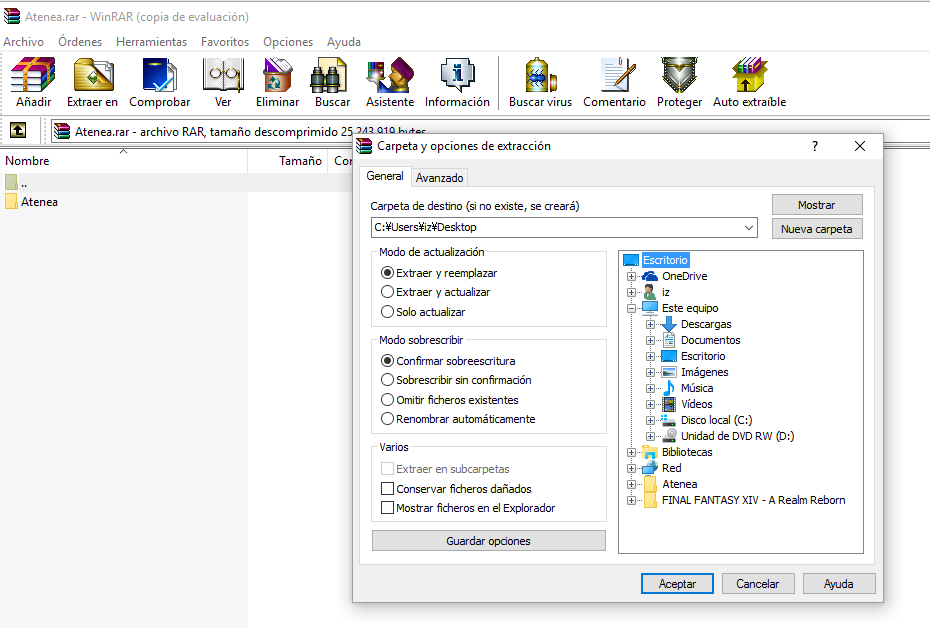 Atenea.rar - WinRAR (copia de evaluación)
Archivo Órdenes Herramientas Favoritos Opciones Ayuda
Añadir Extraer en Comprobar Ver Eliminar Buscar Asistente Información Buscar virus Comentario Proteger Auto extraíble
Atenea.rar - archivo RAR, tamaño descomprimido 25.243.919 bytes
Nombre Tamaño Co
..
Atenea
Carpeta y opciones de extracción
?
General Avanzado
Carpeta de destino (si no existe, se creará)
C:¥Users¥iz¥Desktop
Mostrar
Nueva carpeta
Modo de actualización
Extraer y reemplazar
Extraer y actualizar
Solo actualizar
Modo sobrescribir
Confirmar sobreescritura
Sobrescribir sin confirmación
Omitir ficheros existentes
Renombrar automáticamente
Varios
Extraer en subcarpetas
Conservar ficheros dañados
Mostrar ficheros en el Explorador
Guardar opciones
Escritorio
OneDrive
iz
Este equipo
Descargas
Documentos
Escritorio
Imágenes
Música
Vídeos
Disco local (C:)
Unidad de DVD RW (D:)
Bibliotecas
Red
Atenea
FINAL FANTASY XIV - A Realm Reborn
Aceptar Cancelar Ayuda